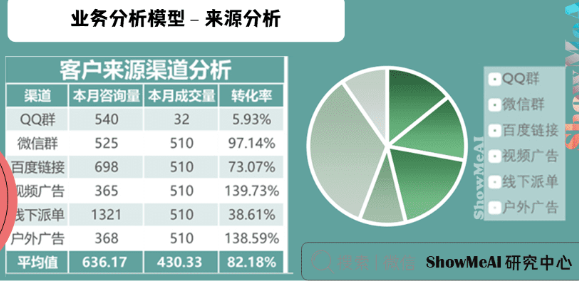 业务分析模型 – 来源分析
客户来源渠道分析
渠道 本月咨询量 本月成交量 转化率
QQ群 540 32 5.93%
微信群 525 510 97.14%
百度链接 698 510 73.07%
视频广告 365 510 139.73%
线下派单 1321 510 38.61%
户外广告 368 510 138.59%
平均值 636.17 430.33 82.18%
QQ群
微信群
百度链接
视频广告
线下派单
户外广告
ShowMeAI
ShowMeAI
ShowMeAI 研究中心